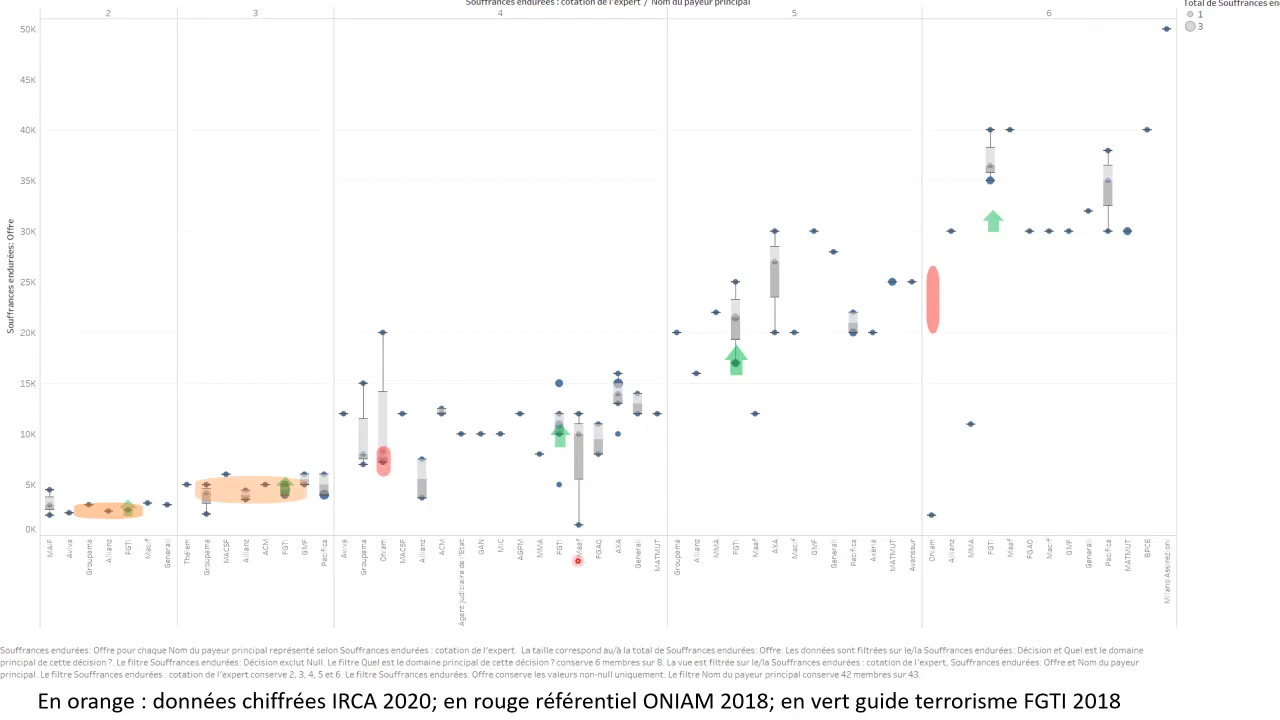 Souffrances endurées : cotation de l'expert / Nom du payeur principal
Total de Souffrances end
2 3 4 5 6
1
3
50K
45K
40K
35K
30K
25K
20K
15K
10K
5K
0K
Souffrances endurées: Offre
MAIF Aviva Groupama Allianz FGTI Macif Generali
Thélem Groupama MACSF Allianz ACM FGTI GMF Pacifica
Aviva Groupama Oniam MACSF Allianz ACM Agent judiciaire de l'Etat GAN MIC AGPM MMA FGTI Maaf FGAO AXA Generali MATMUT
Groupama Allianz MMA FGTI Maaf AXA Macif GMF Generali Pacifica Axeria MATMUT Avanssur
Oniam Allianz MMA FGTI Maaf FGAO Macif GMF Generali Pacifica MATMUT BPCE Milano Assirezioni
Souffrances endurées: Offre pour chaque Nom du payeur principal représenté selon Souffrances endurées : cotation de l'expert. La taille correspond au/à la total de Souffrances endurées: Offre. Les données sont filtrées sur le/la Souffrances endurées: Décision et Quel est le domaine
principal de cette décision ?. Le filtre Souffrances endurées: Décision exclut Null. Le filtre Quel est le domaine principal de cette décision ? conserve 6 membres sur 8. La vue est filtrée sur le/la Souffrances endurées : cotation de l'expert, Souffrances endurées: Offre et Nom du payeur
principal. Le filtre Souffrances endurées : cotation de l'expert conserve 2, 3, 4, 5 et 6. Le filtre Souffrances endurées: Offre conserve les valeurs non-null uniquement. Le filtre Nom du payeur principal conserve 42 membres sur 43.
En orange : données chiffrées IRCA 2020; en rouge référentiel ONIAM 2018; en vert guide terrorisme FGTI 2018